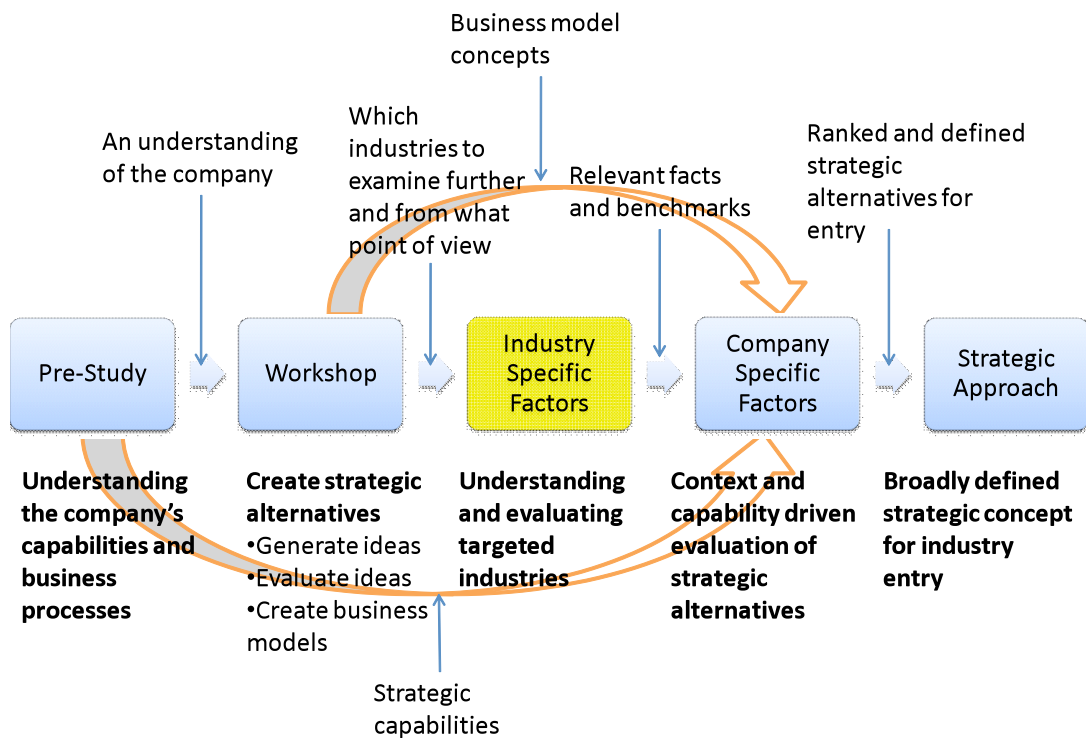 Business model
concepts
An understanding
of the company
Which
industries to
examine further
and from what
point of view
Relevant facts
and benchmarks
Ranked and defined
strategic
alternatives for
entry
Pre-Study
Workshop
Industry
Specific
Factors
Company
Specific
Factors
Strategic
Approach
Understanding
the company’s
capabilities and
business
processes
Create strategic
alternatives
•Generate ideas
•Evaluate ideas
•Create business
models
Understanding
and evaluating
targeted
industries
Context and
capability driven
evaluation of
strategic
alternatives
Broadly defined
strategic concept
for industry
entry
Strategic
capabilities